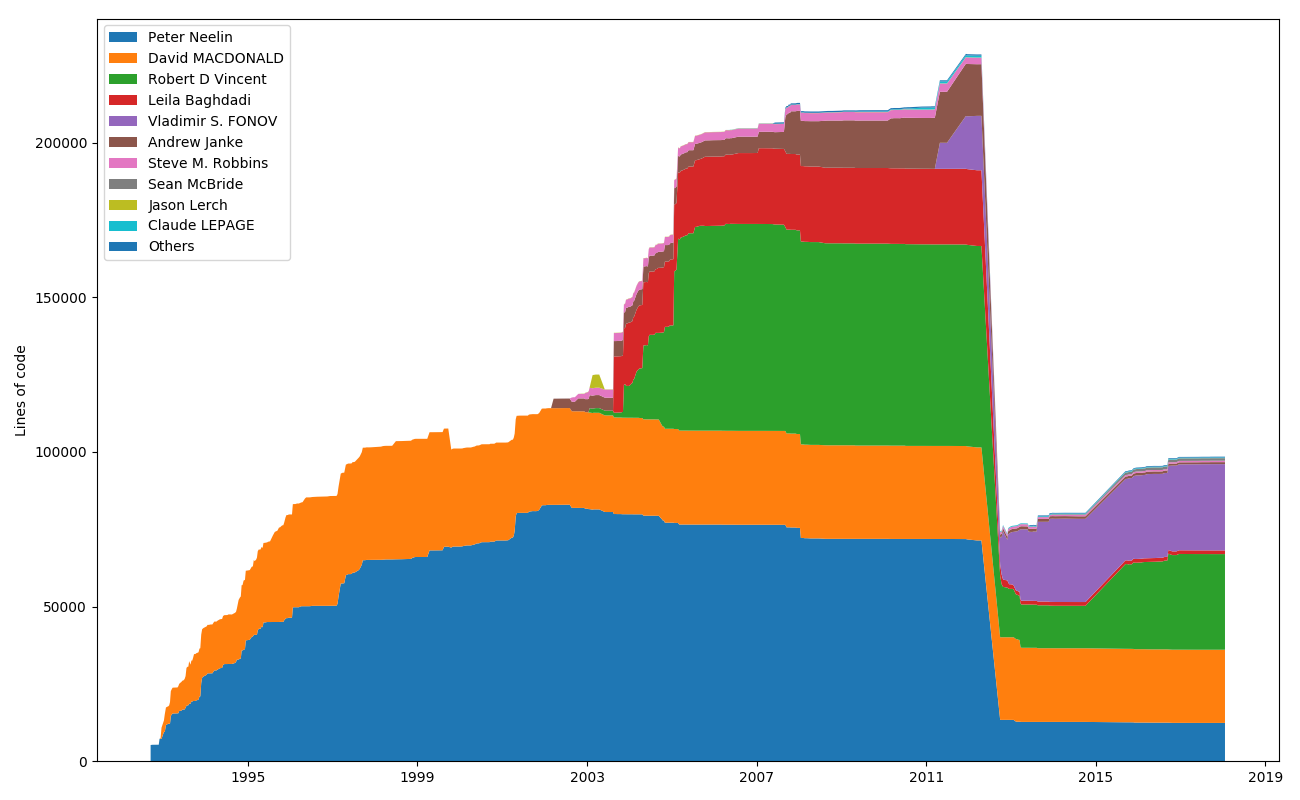 Peter Neelin
David MACDONALD
Robert D Vincent
Leila Baghdadi
Vladimir S. FONOV
Andrew Janke
Steve M. Robbins
Sean McBride
Jason Lerch
Claude LEPAGE
Others
Lines of code
200000
150000
100000
50000
0
1995 1999 2003 2007 2011 2015 2019